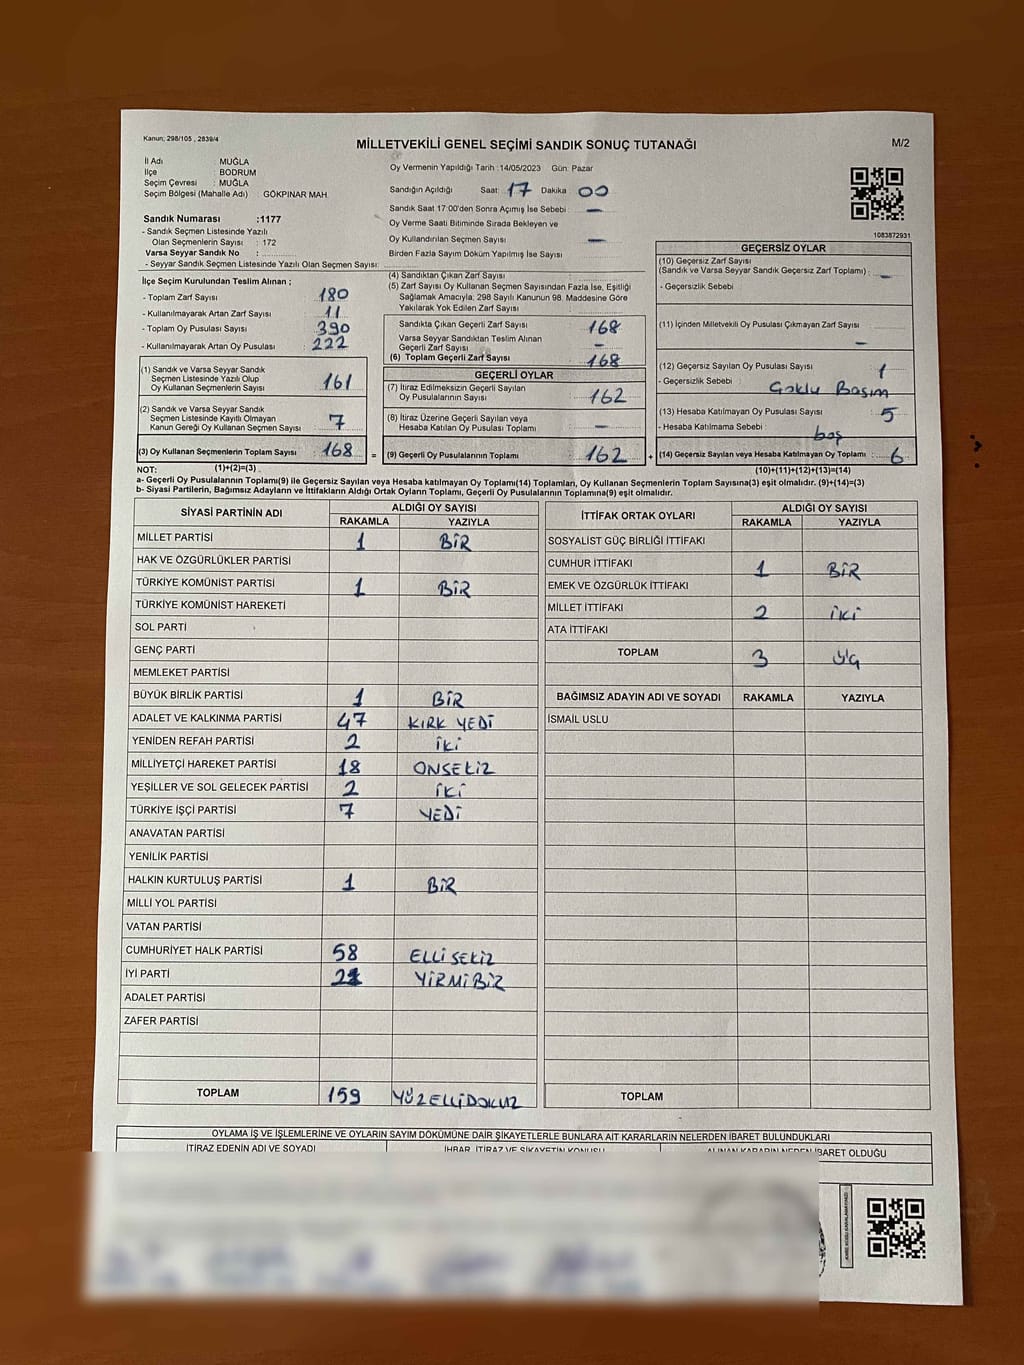 Kanun; 298/105 , 2839/4
MİLLETVEKİLİ GENEL SEÇİMİ SANDIK SONUÇ TUTANAĞI
M/2
İl Adı : MUĞLA
İlçe : BODRUM
Seçim Çevresi : MUĞLA
Seçim Bölgesi (Mahalle Adı) : GÖKPINAR MAH
Sandık Numarası :1177
- Sandık Seçmen Listesinde Yazılı
Olan Seçmenlerin Sayısı : 172
Varsa Seyyar Sandık No :
- Seyyar Sandık Seçmen Listesinde Yazılı Olan Seçmen Sayısı:
İlçe Seçim Kurulundan Teslim Alınan ;
- Toplam Zarf Sayısı 180
- Kullanılmayarak Artan Zarf Sayısı 11
- Toplam Oy Pusulası Sayısı 390
- Kullanılmayarak Artan Oy Pusulası 222
(1) Sandık ve Varsa Seyyar Sandık
Seçmen Listesinde Yazılı Olup
Oy Kullanan Seçmenlerin Sayısı 161
(2) Sandık ve Varsa Seyyar Sandık
Seçmen Listesinde Kayıtlı Olmayan
Kanun Gereği Oy Kullanan Seçmen Sayısı 7
(3) Oy Kullanan Seçmenlerin Toplam Sayısı 168 =
Oy Vermenin Yapıldığı Tarih :14/05/2023 Gün: Pazar
Sandığın Açıldığı Saat: 17 Dakika 00
Sandık Saat 17:00'den Sonra Açımış İse Sebebi : —
Oy Verme Saati Bitiminde Sırada Bekleyen ve
Oy Kullandırılan Seçmen Sayısı —
Birden Fazla Sayım Döküm Yapılmış İse Sayısı
(4) Sandıktan Çıkan Zarf Sayısı :
(5) Zarf Sayısı Oy Kullanan Seçmen Sayısından Fazla İse, Eşitliği
Sağlamak Amacıyla; 298 Sayılı Kanunun 98. Maddesine Göre
Yakılarak Yok Edilen Zarf Sayısı :
Sandıkta Çıkan Geçerli Zarf Sayısı 168
Varsa Seyyar Sandıktan Teslim Alınan
Geçerli Zarf Sayısı —
(6) Toplam Geçerli Zarf Sayısı 168
GEÇERLİ OYLAR
(7) İtiraz Edilmeksizin Geçerli Sayılan
Oy Pusulalarının Sayısı: 162
(8) İtiraz Üzerine Geçerli Sayılan veya
Hesaba Katılan Oy Pusulası Toplamı —
(9) Geçerli Oy Pusulalarının Toplamı 162 +
1083872931
GEÇERSİZ OYLAR
(10) Geçersiz Zarf Sayısı
(Sandık ve Varsa Seyyar Sandık Geçersiz Zarf Toplamı) : —
- Geçersizlik Sebebi :
(11) İçinden Milletvekili Oy Pusulası Çıkmayan Zarf Sayısı :
—
(12) Geçersiz Sayılan Oy Pusulası Sayısı 1
- Geçersizlik Sebebi : Basım
(13) Hesaba Katılmayan Oy Pusulası Sayısı 5
- Hesaba Katılmama Sebebi : boş
(14) Geçersiz Sayılan veya Hesaba Katılmayan Oy Toplamı : 6
NOT: (1)+(2)=(3) (10)+(11)+(12)+(13)=(14)
a- Geçerli Oy Pusulalarının Toplamı(9) ile Geçersiz Sayılan veya Hesaba katılmayan Oy Toplamı(14) Toplamları, Oy Kullanan Seçmenlerin Toplam Sayısına(3) eşit olmalıdır. (9)+(14)=(3)
b- Siyasi Partilerin, Bağımsız Adayların ve İttifakların Aldığı Ortak Oyların Toplamı, Geçerli Oy Pusulalarının Toplamına(9) eşit olmalıdır.
SİYASİ PARTİNİN ADI ALDIĞI OY SAYISI
RAKAMLA YAZIYLA
MİLLET PARTİSİ 1 BİR
HAK VE ÖZGÜRLÜKLER PARTİSİ
TÜRKİYE KOMÜNİST PARTİSİ 1 BİR
TÜRKİYE KOMÜNİST HAREKETİ
SOL PARTİ
GENÇ PARTİ
MEMLEKET PARTİSİ
BÜYÜK BİRLİK PARTİSİ 1 BİR
ADALET VE KALKINMA PARTİSİ 47 KIRK YEDİ
YENİDEN REFAH PARTİSİ 2 İKİ
MİLLİYETÇİ HAREKET PARTİSİ 18 ONSEKİZ
YEŞİLLER VE SOL GELECEK PARTİSİ 2 İKİ
TÜRKİYE İŞÇİ PARTİSİ 7 YEDİ
ANAVATAN PARTİSİ
YENİLİK PARTİSİ
HALKIN KURTULUŞ PARTİSİ 1 BİR
MİLLİ YOL PARTİSİ
VATAN PARTİSİ
CUMHURİYET HALK PARTİSİ 58 ELLİ SEKİZ
İYİ PARTİ 21 YİRMİ BİR
ADALET PARTİSİ
ZAFER PARTİSİ
TOPLAM 159 YÜZELLİDOKUZ
İTTİFAK ORTAK OYLARI ALDIĞI OY SAYISI
RAKAMLA YAZIYLA
SOSYALİST GÜÇ BİRLİĞİ İTTİFAKI
CUMHUR İTTİFAKI 1 BİR
EMEK VE ÖZGÜRLÜK İTTİFAKI
MİLLET İTTİFAKI 2 İKİ
ATA İTTİFAKI
TOPLAM 3 ÜÇ
BAĞIMSIZ ADAYIN ADI VE SOYADI RAKAMLA YAZIYLA
İSMAİL USLU
TOPLAM
OYLAMA İŞ VE İŞLEMLERİNE VE OYLARIN SAYIM DÖKÜMÜNE DAİR ŞİKAYETLERLE BUNLARA AİT KARARLARIN NELERDEN İBARET BULUNDUKLARI
İTİRAZ EDENİN ADI VE SOYADI İHBAR, İTİRAZ VE ŞİKAYETİN KONUSU ALINAN KARARIN NEDEN İBARET OLDUĞU